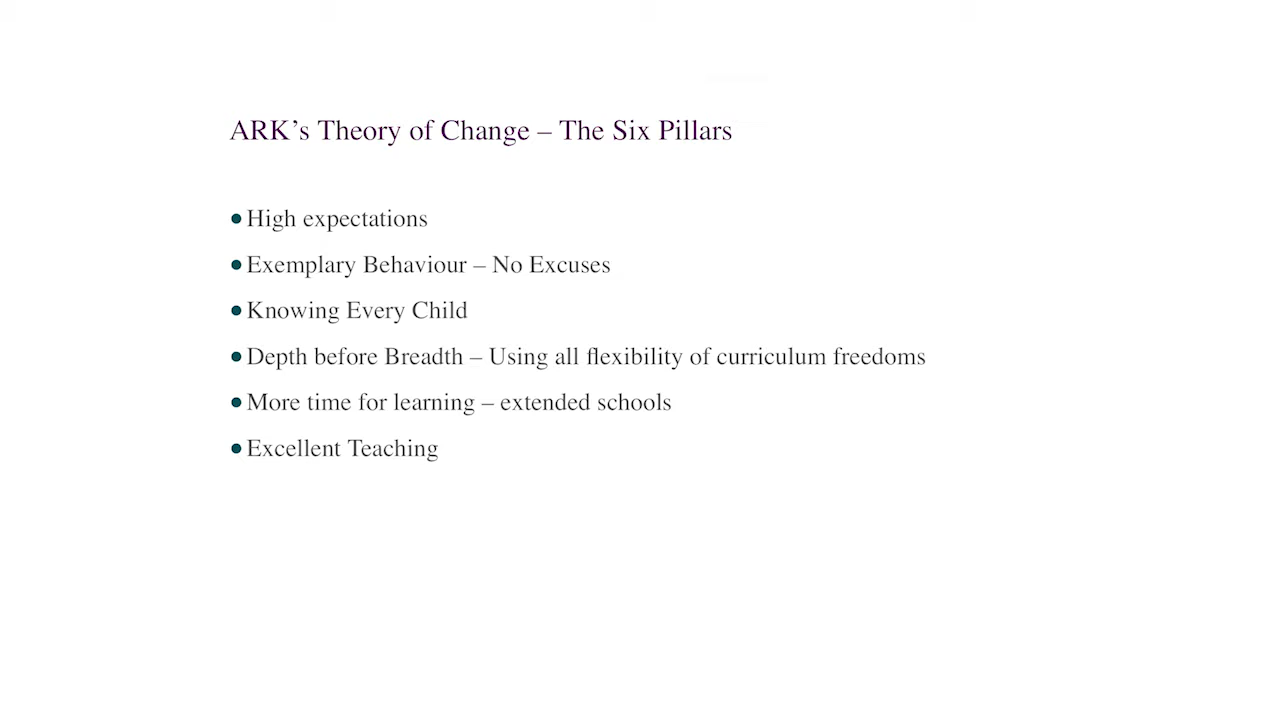 ARK’s Theory of Change – The Six Pillars
●High expectations
●Exemplary Behaviour – No Excuses
●Knowing Every Child
●Depth before Breadth – Using all flexibility of curriculum freedoms
●More time for learning – extended schools
●Excellent Teaching